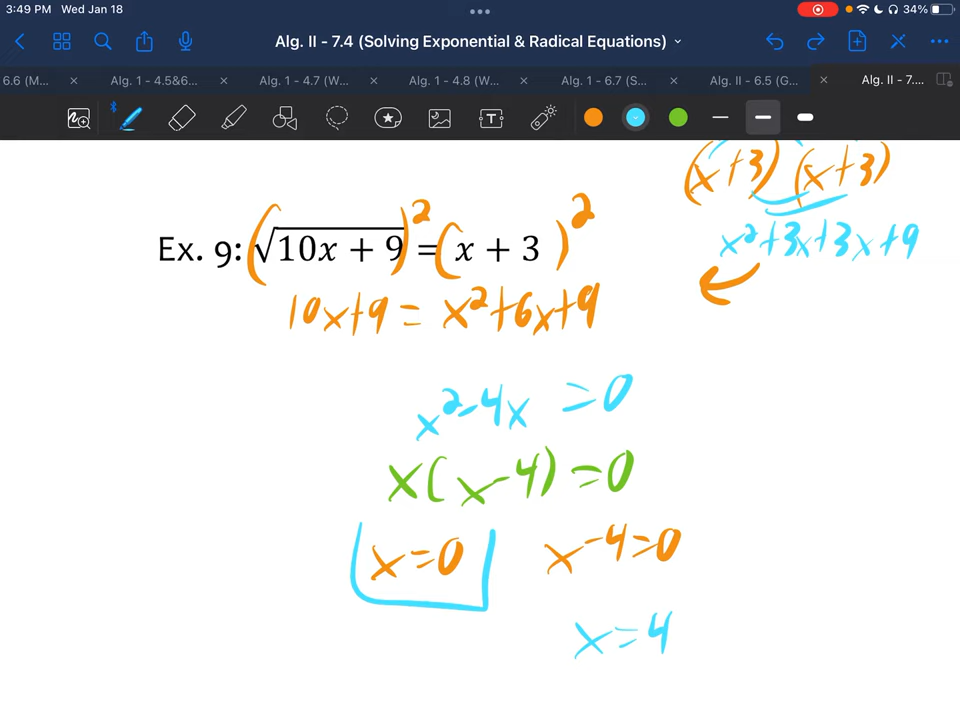 3:49 PM Wed Jan 18
34%
Alg. II - 7.4 (Solving Exponential & Radical Equations)
6.6 (M... Alg. 1 - 4.5&6... Alg. 1 - 4.7 (W... Alg. 1 - 4.8 (W... Alg. 1 - 6.7 (S... Alg. II - 6.5 (G... Alg. II - 7....
(x+3)(x+3)
x²+3x+3x+9
Ex. 9: (√10x + 9)² = (x + 3)²
10x+9 = x²+6x+9
x²-4x =0
x(x-4)=0
x=0 x-4=0
x=4